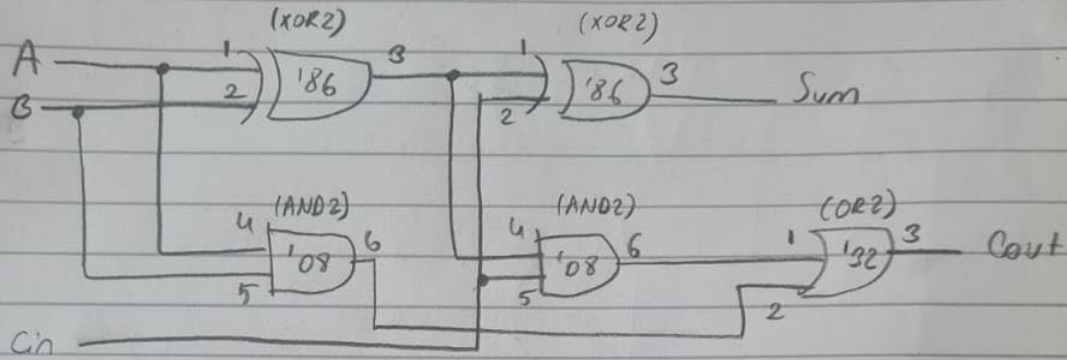 (XOR2) (XOR2)
A 1 '86 3 1 '86 3 Sum
B 2 2
(AND2) (AND2) (OR2)
4 '08 6 4 '08 6 1 '32 3 Cout
5 5 2
Cin